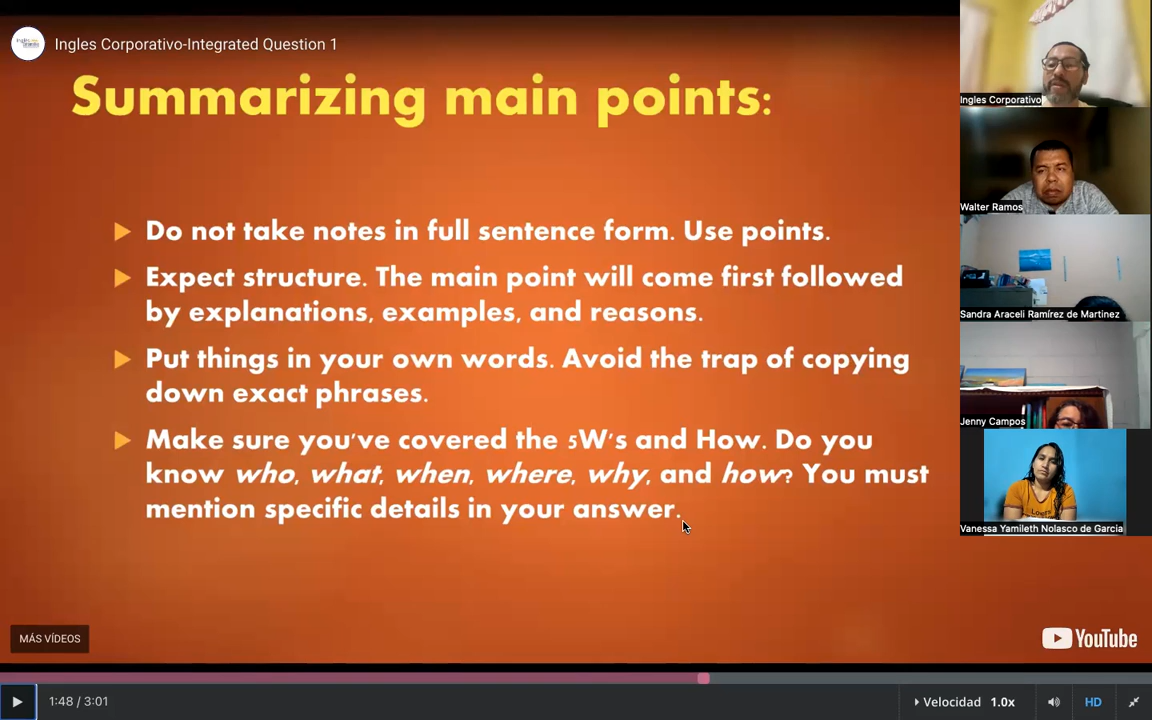 Ingles Corporativo-Integrated Question 1
Summarizing main points:
Do not take notes in full sentence form. Use points.
Expect structure. The main point will come first followed
by explanations, examples, and reasons.
Put things in your own words. Avoid the trap of copying
down exact phrases.
Make sure you've covered the 5W's and How. Do you
know who, what, when, where, why, and how? You must
mention specific details in your answer.
Ingles Corporativo
Walter Ramos
Sandra Araceli Ramírez de Martinez
Jenny Campos
Vanessa Yamileth Nolasco de Garcia
MÁS VÍDEOS
YouTube
1:48 / 3:01
Velocidad 1.0x
HD